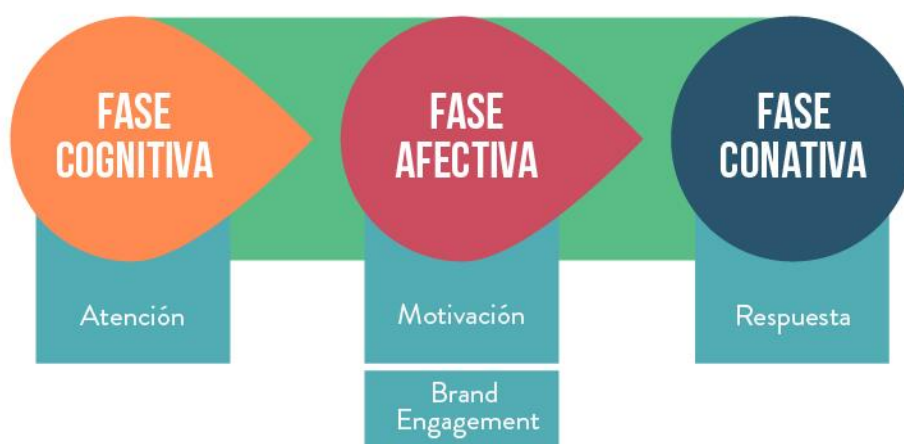 FASE
COGNITIVA
FASE
AFECTIVA
FASE
CONATIVA
Atención
Motivación
Respuesta
Brand
Engagement